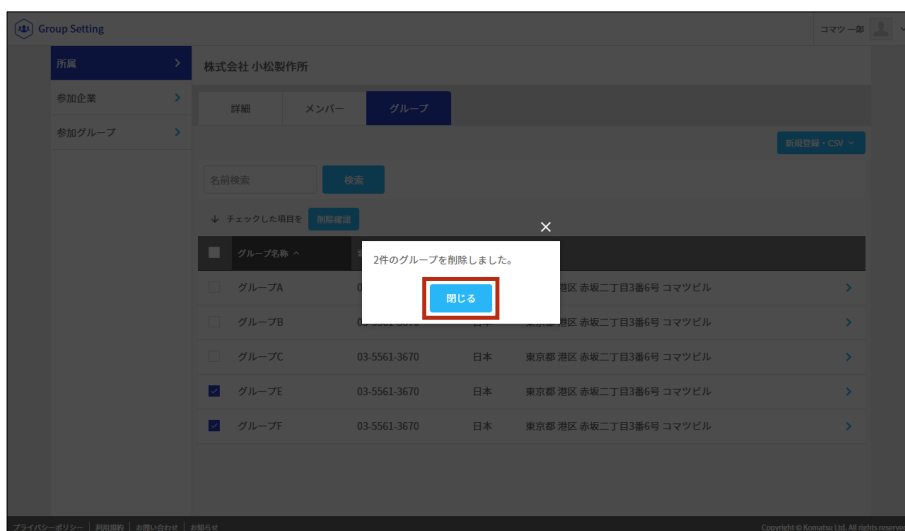 Group Setting
コマツ 一郎
所属
株式会社 小松製作所
参加企業
詳細
メンバー
グループ
参加グループ
新規登録・CSV
名前検索
検索
チェックした項目を
削除確認
グループ名称
2件のグループを削除しました。
閉じる
グループA
港区 赤坂二丁目3番6号 コマツビル
グループB
港区 赤坂二丁目3番6号 コマツビル
グループC 03-5561-3670 日本 東京都 港区 赤坂二丁目3番6号 コマツビル
グループE 03-5561-3670 日本 東京都 港区 赤坂二丁目3番6号 コマツビル
グループF 03-5561-3670 日本 東京都 港区 赤坂二丁目3番6号 コマツビル
プライバシーポリシー | 利用規約 | お問い合わせ | お知らせ
Copyright © Komatsu Ltd. All rights reserved